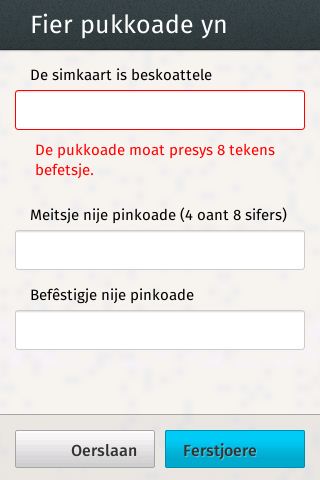 Fier pukkoade yn
De simkaart is beskoattele
De pukkoade moat presys 8 tekens
befetsje.
Meitsje nije pinkoade (4 oant 8 sifers)
Befêstigje nije pinkoade
Oerslaan
Ferstjoere